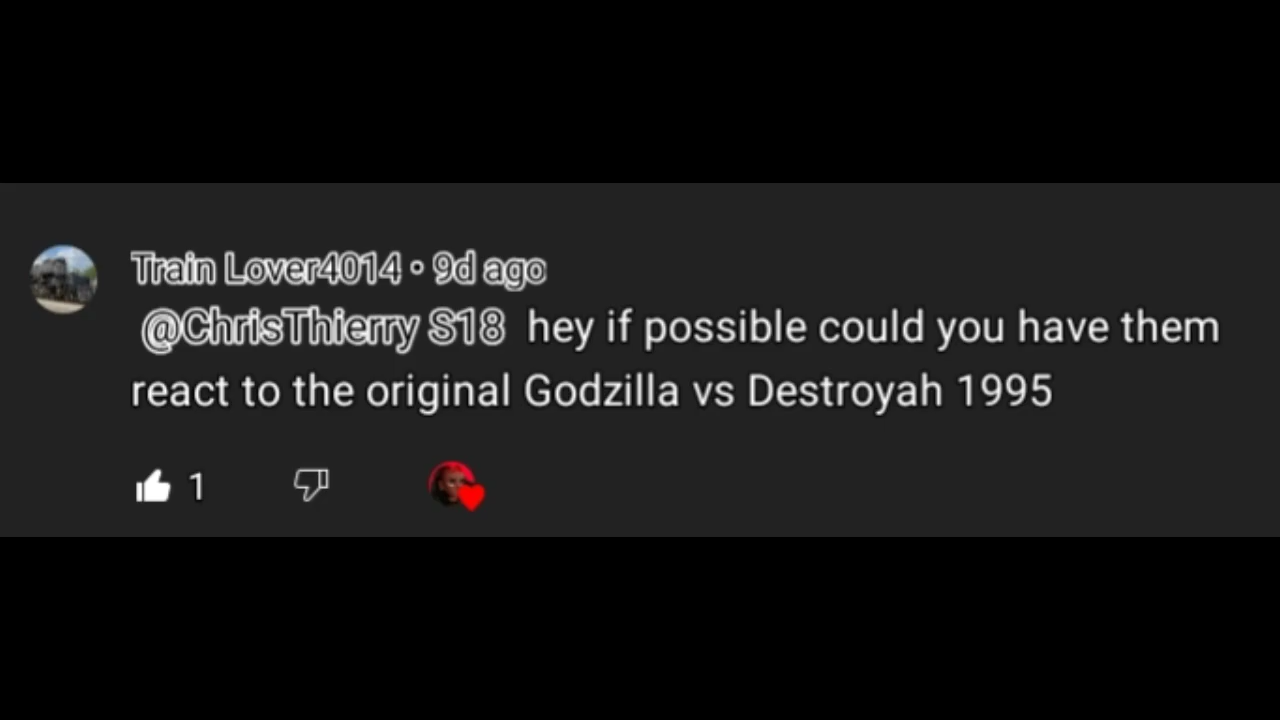 Train Lover4014 • 9d ago
@ChrisThierry S18 hey if possible could you have them
react to the original Godzilla vs Destroyah 1995
1